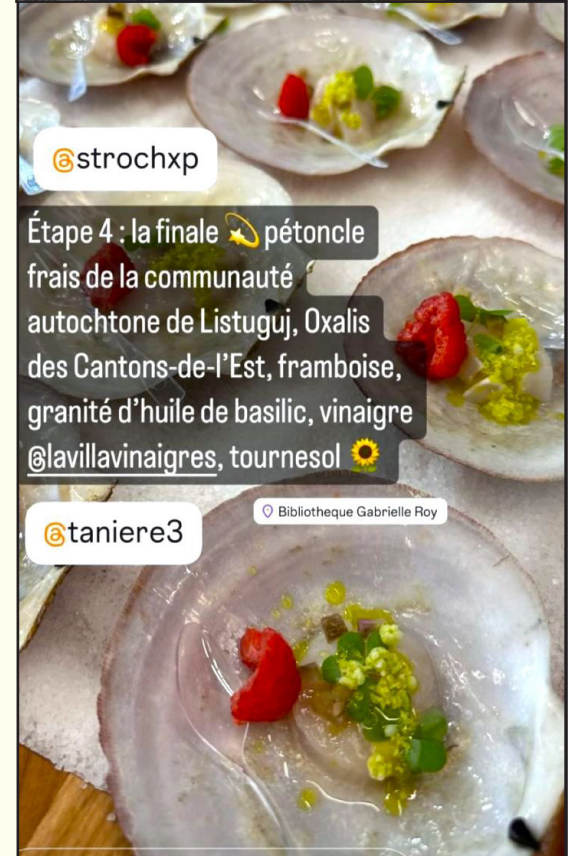 @strochxp
Étape 4 : la finale 💫 pétoncle
frais de la communauté
autochtone de Listuguj, Oxalis
des Cantons-de-l'Est, framboise,
granité d'huile de basilic, vinaigre
@lavillavinaigres, tournesol 🌻
Bibliotheque Gabrielle Roy
@taniere3